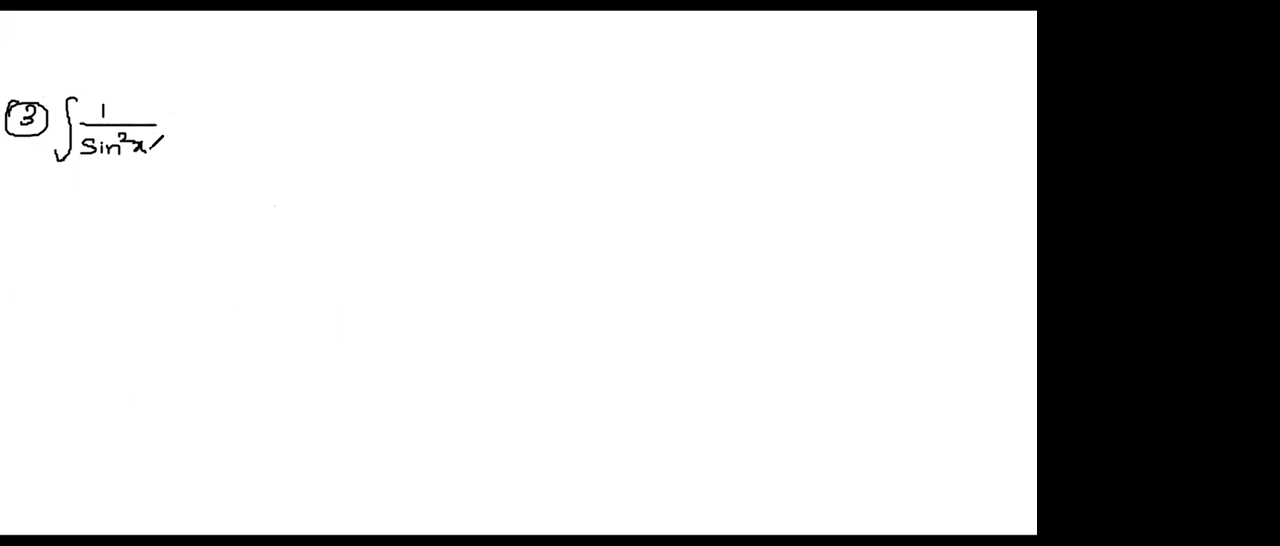 ③ ∫ 1/Sin²x